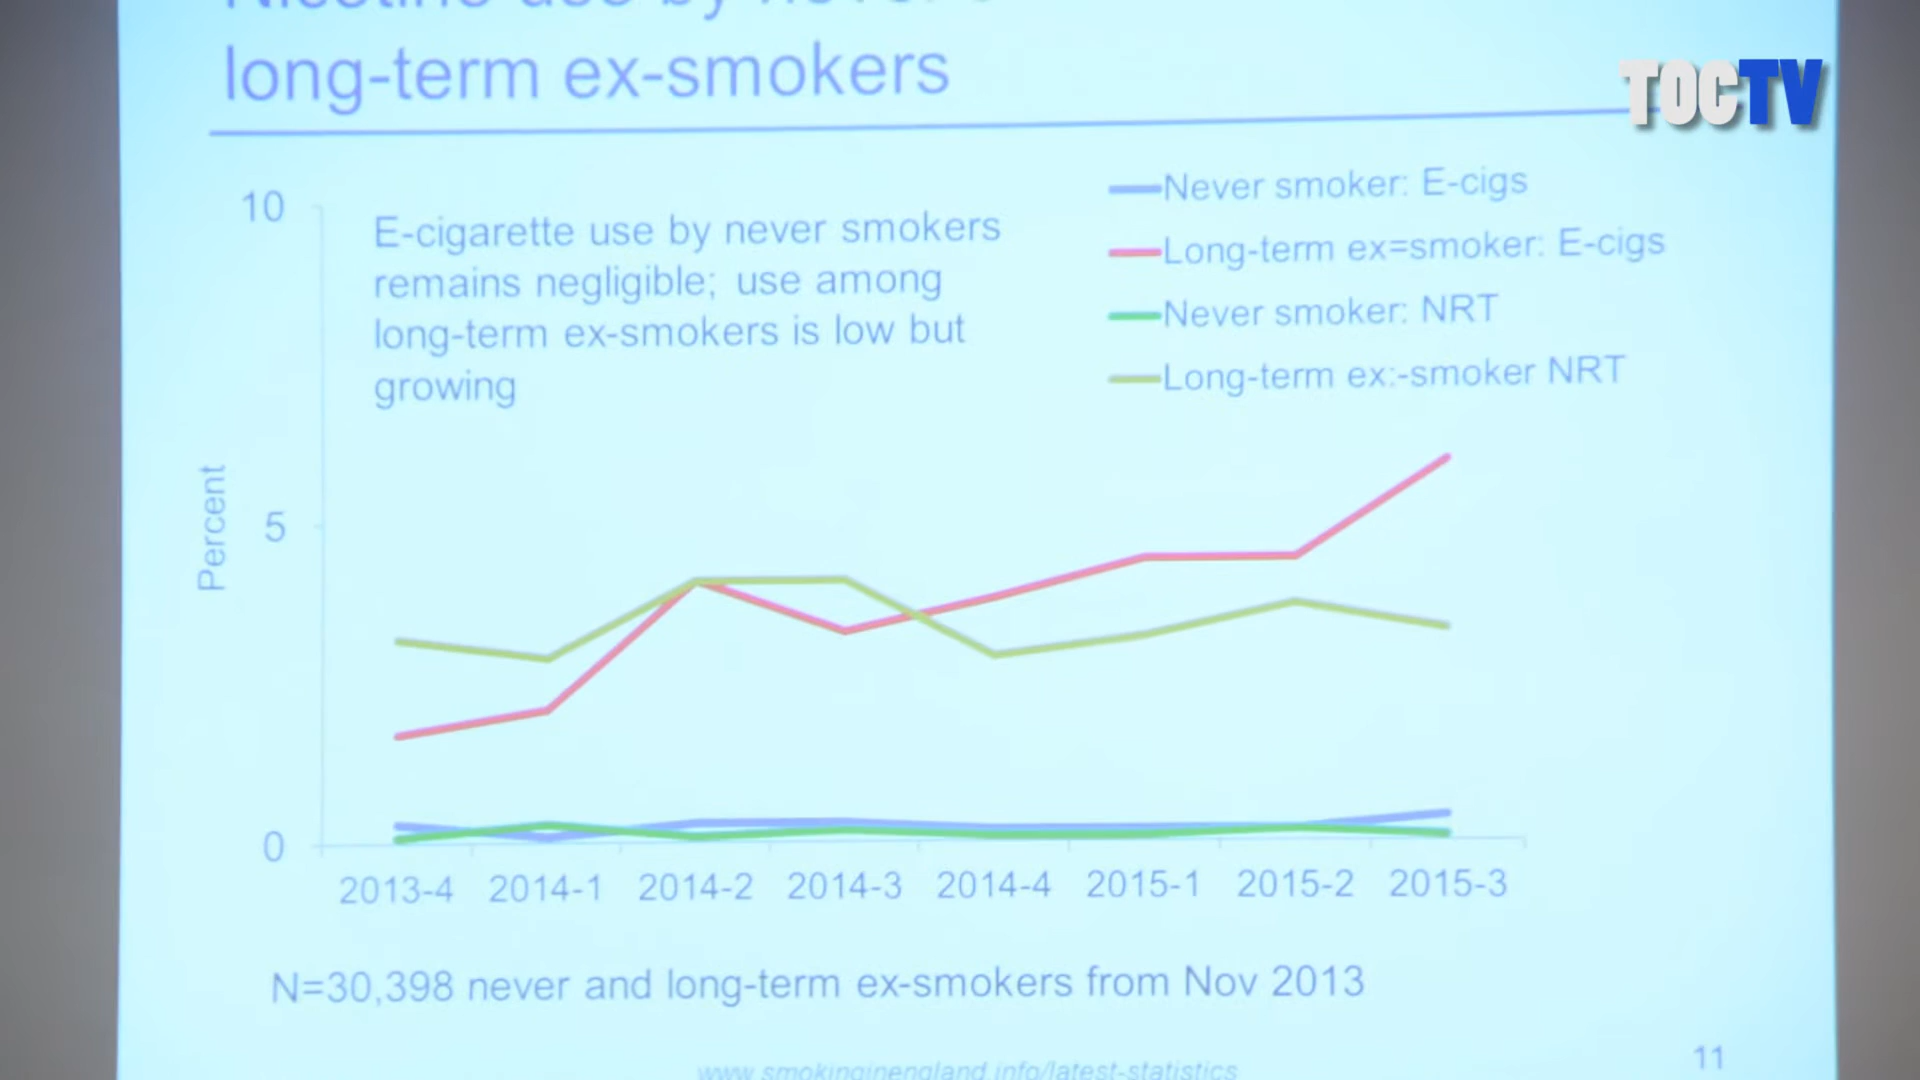 long-term ex-smokers
TOCTV
Never smoker: E-cigs
Long-term ex=smoker: E-cigs
Never smoker: NRT
Long-term ex:-smoker NRT
E-cigarette use by never smokers
remains negligible; use among
long-term ex-smokers is low but
growing
Percent
10
5
0
2013-4 2014-1 2014-2 2014-3 2014-4 2015-1 2015-2 2015-3
N=30,398 never and long-term ex-smokers from Nov 2013
www.smokinginengland.info/latest-statistics
11